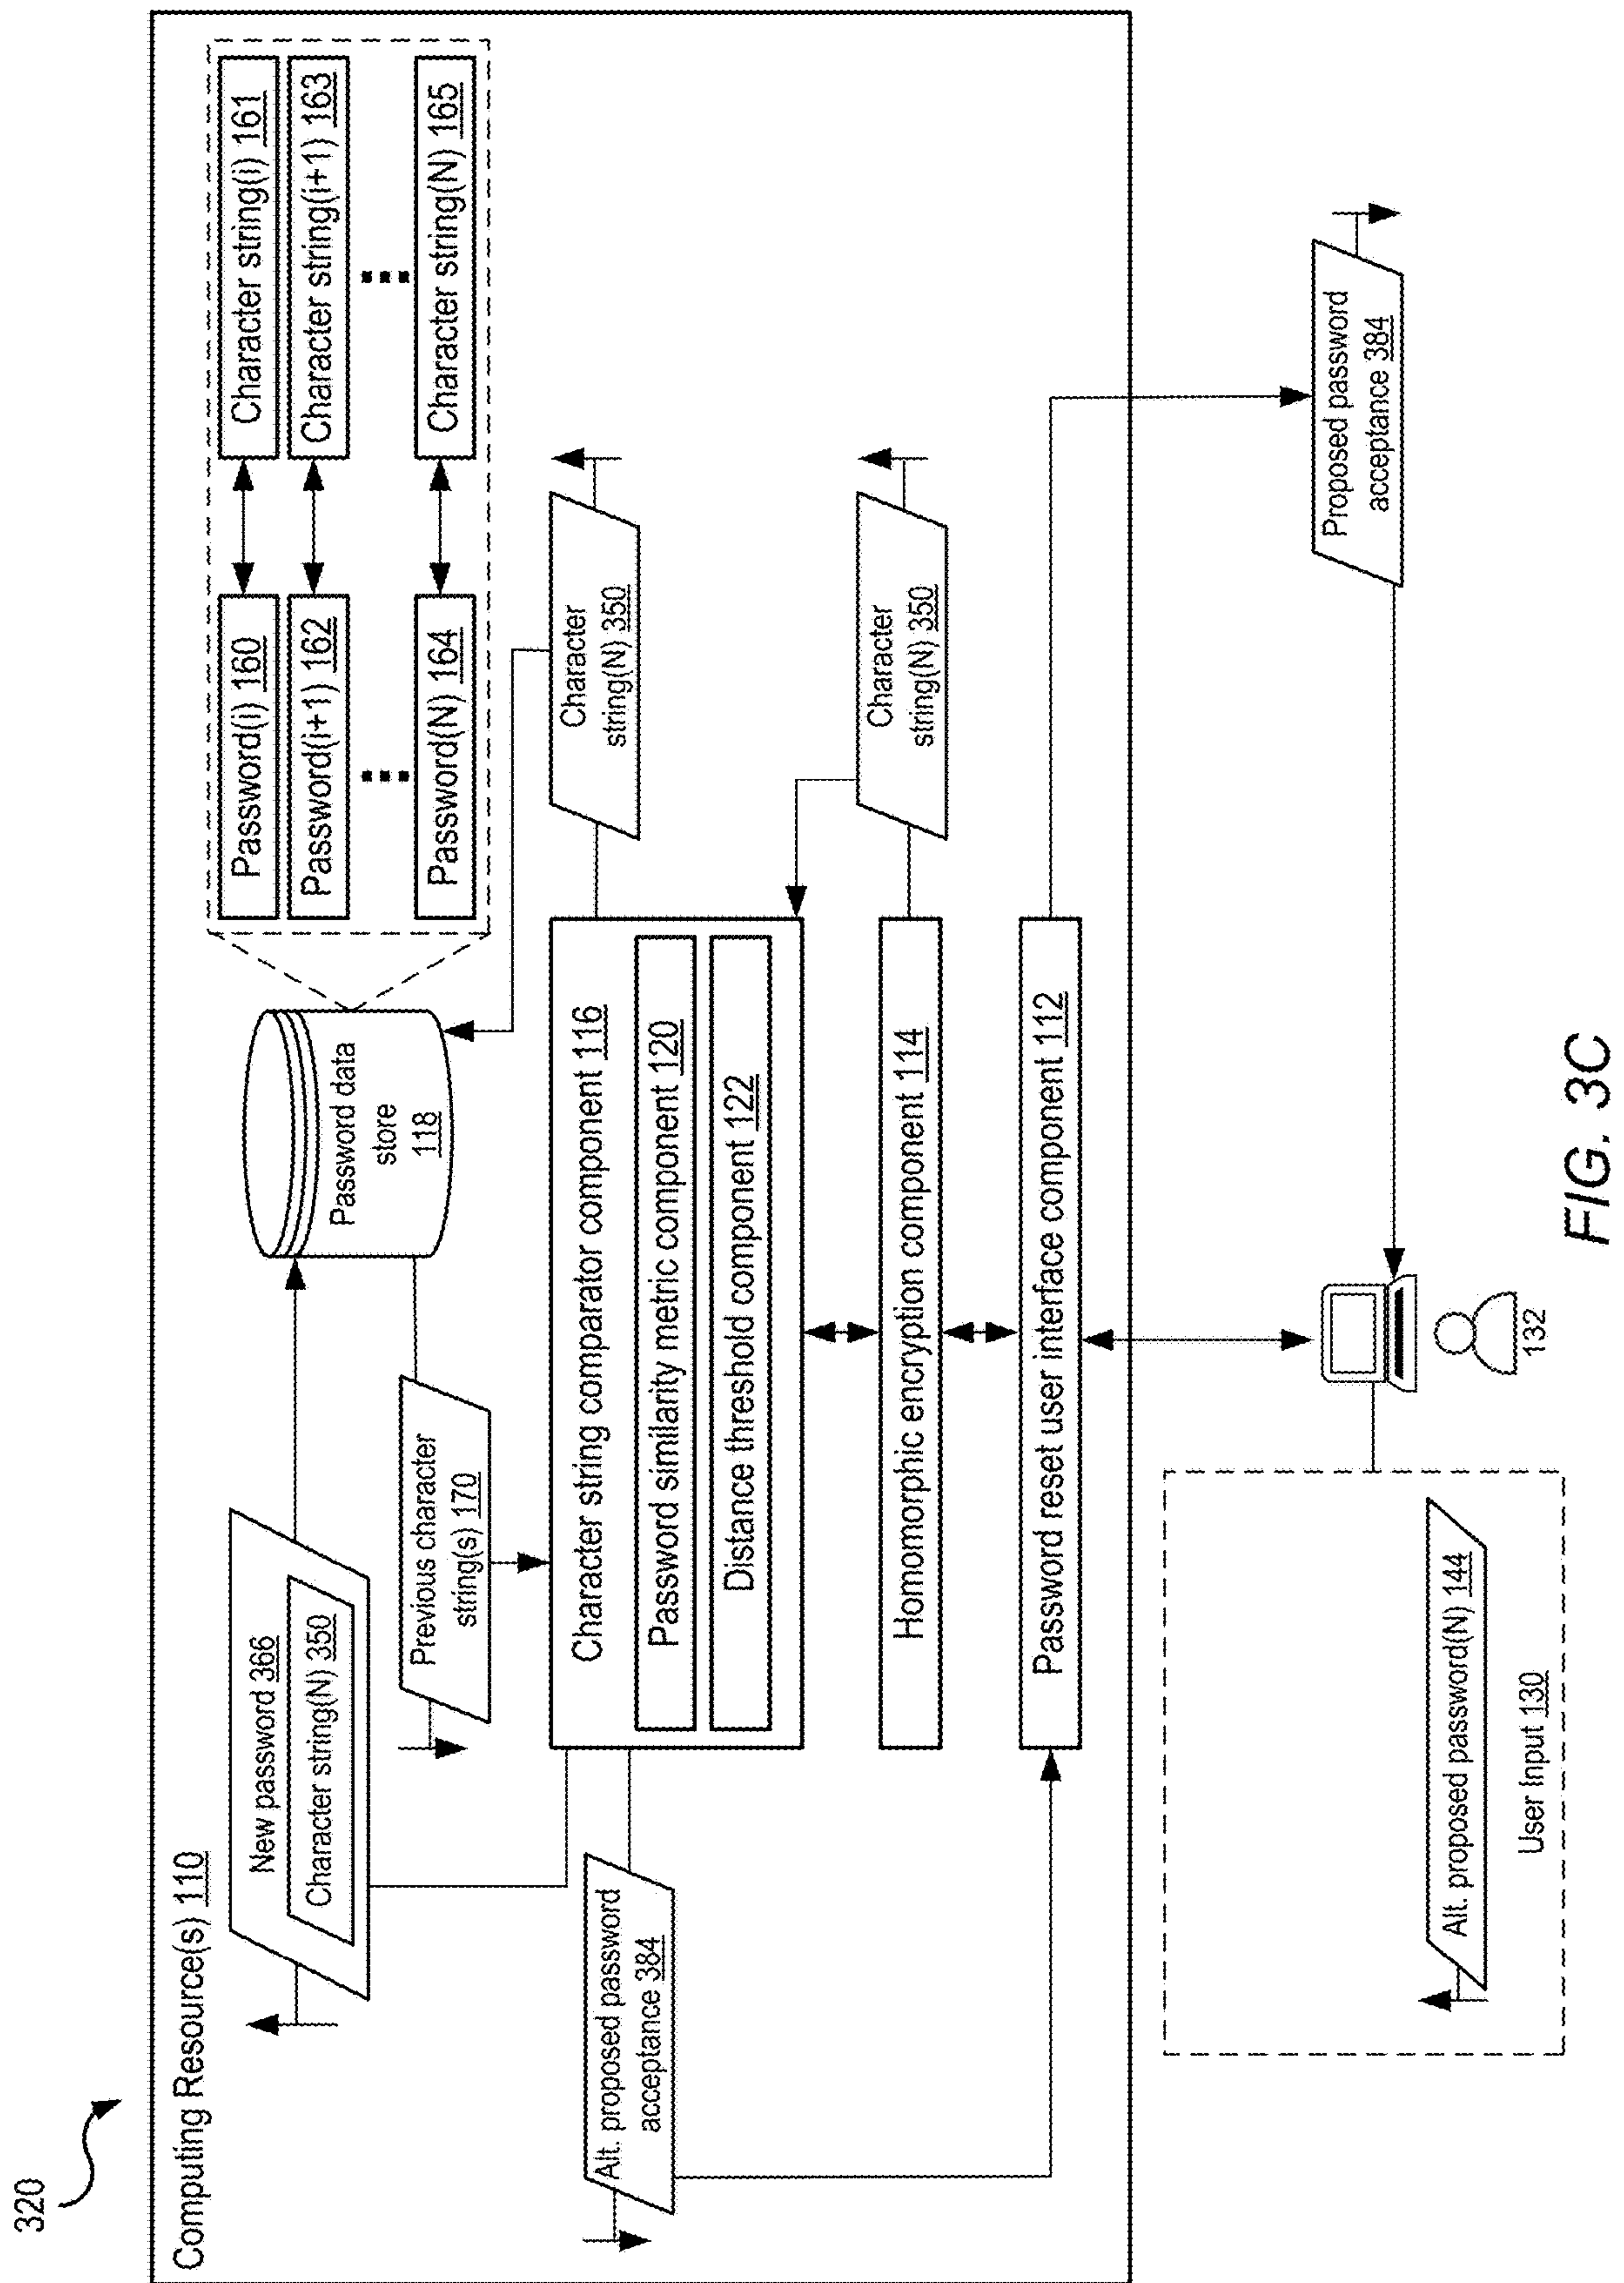 320
Computing Resource(s) 110
New password 366
Character string(N) 350
Password data
store
118
Password(i) 160
Character string(i) 161
Password(i+1) 162
Character string(i+1) 163
Password(N) 164
Character string(N) 165
Previous character
string(s) 170
Character
string(N) 350
Alt. proposed password
acceptance 384
Character string comparator component 116
Password similarity metric component 120
Distance threshold component 122
Character
string(N) 350
Homomorphic encryption component 114
Password reset user interface component 112
Proposed password
acceptance 384
Alt. proposed password(N) 144
User Input 130
132
FIG. 3C